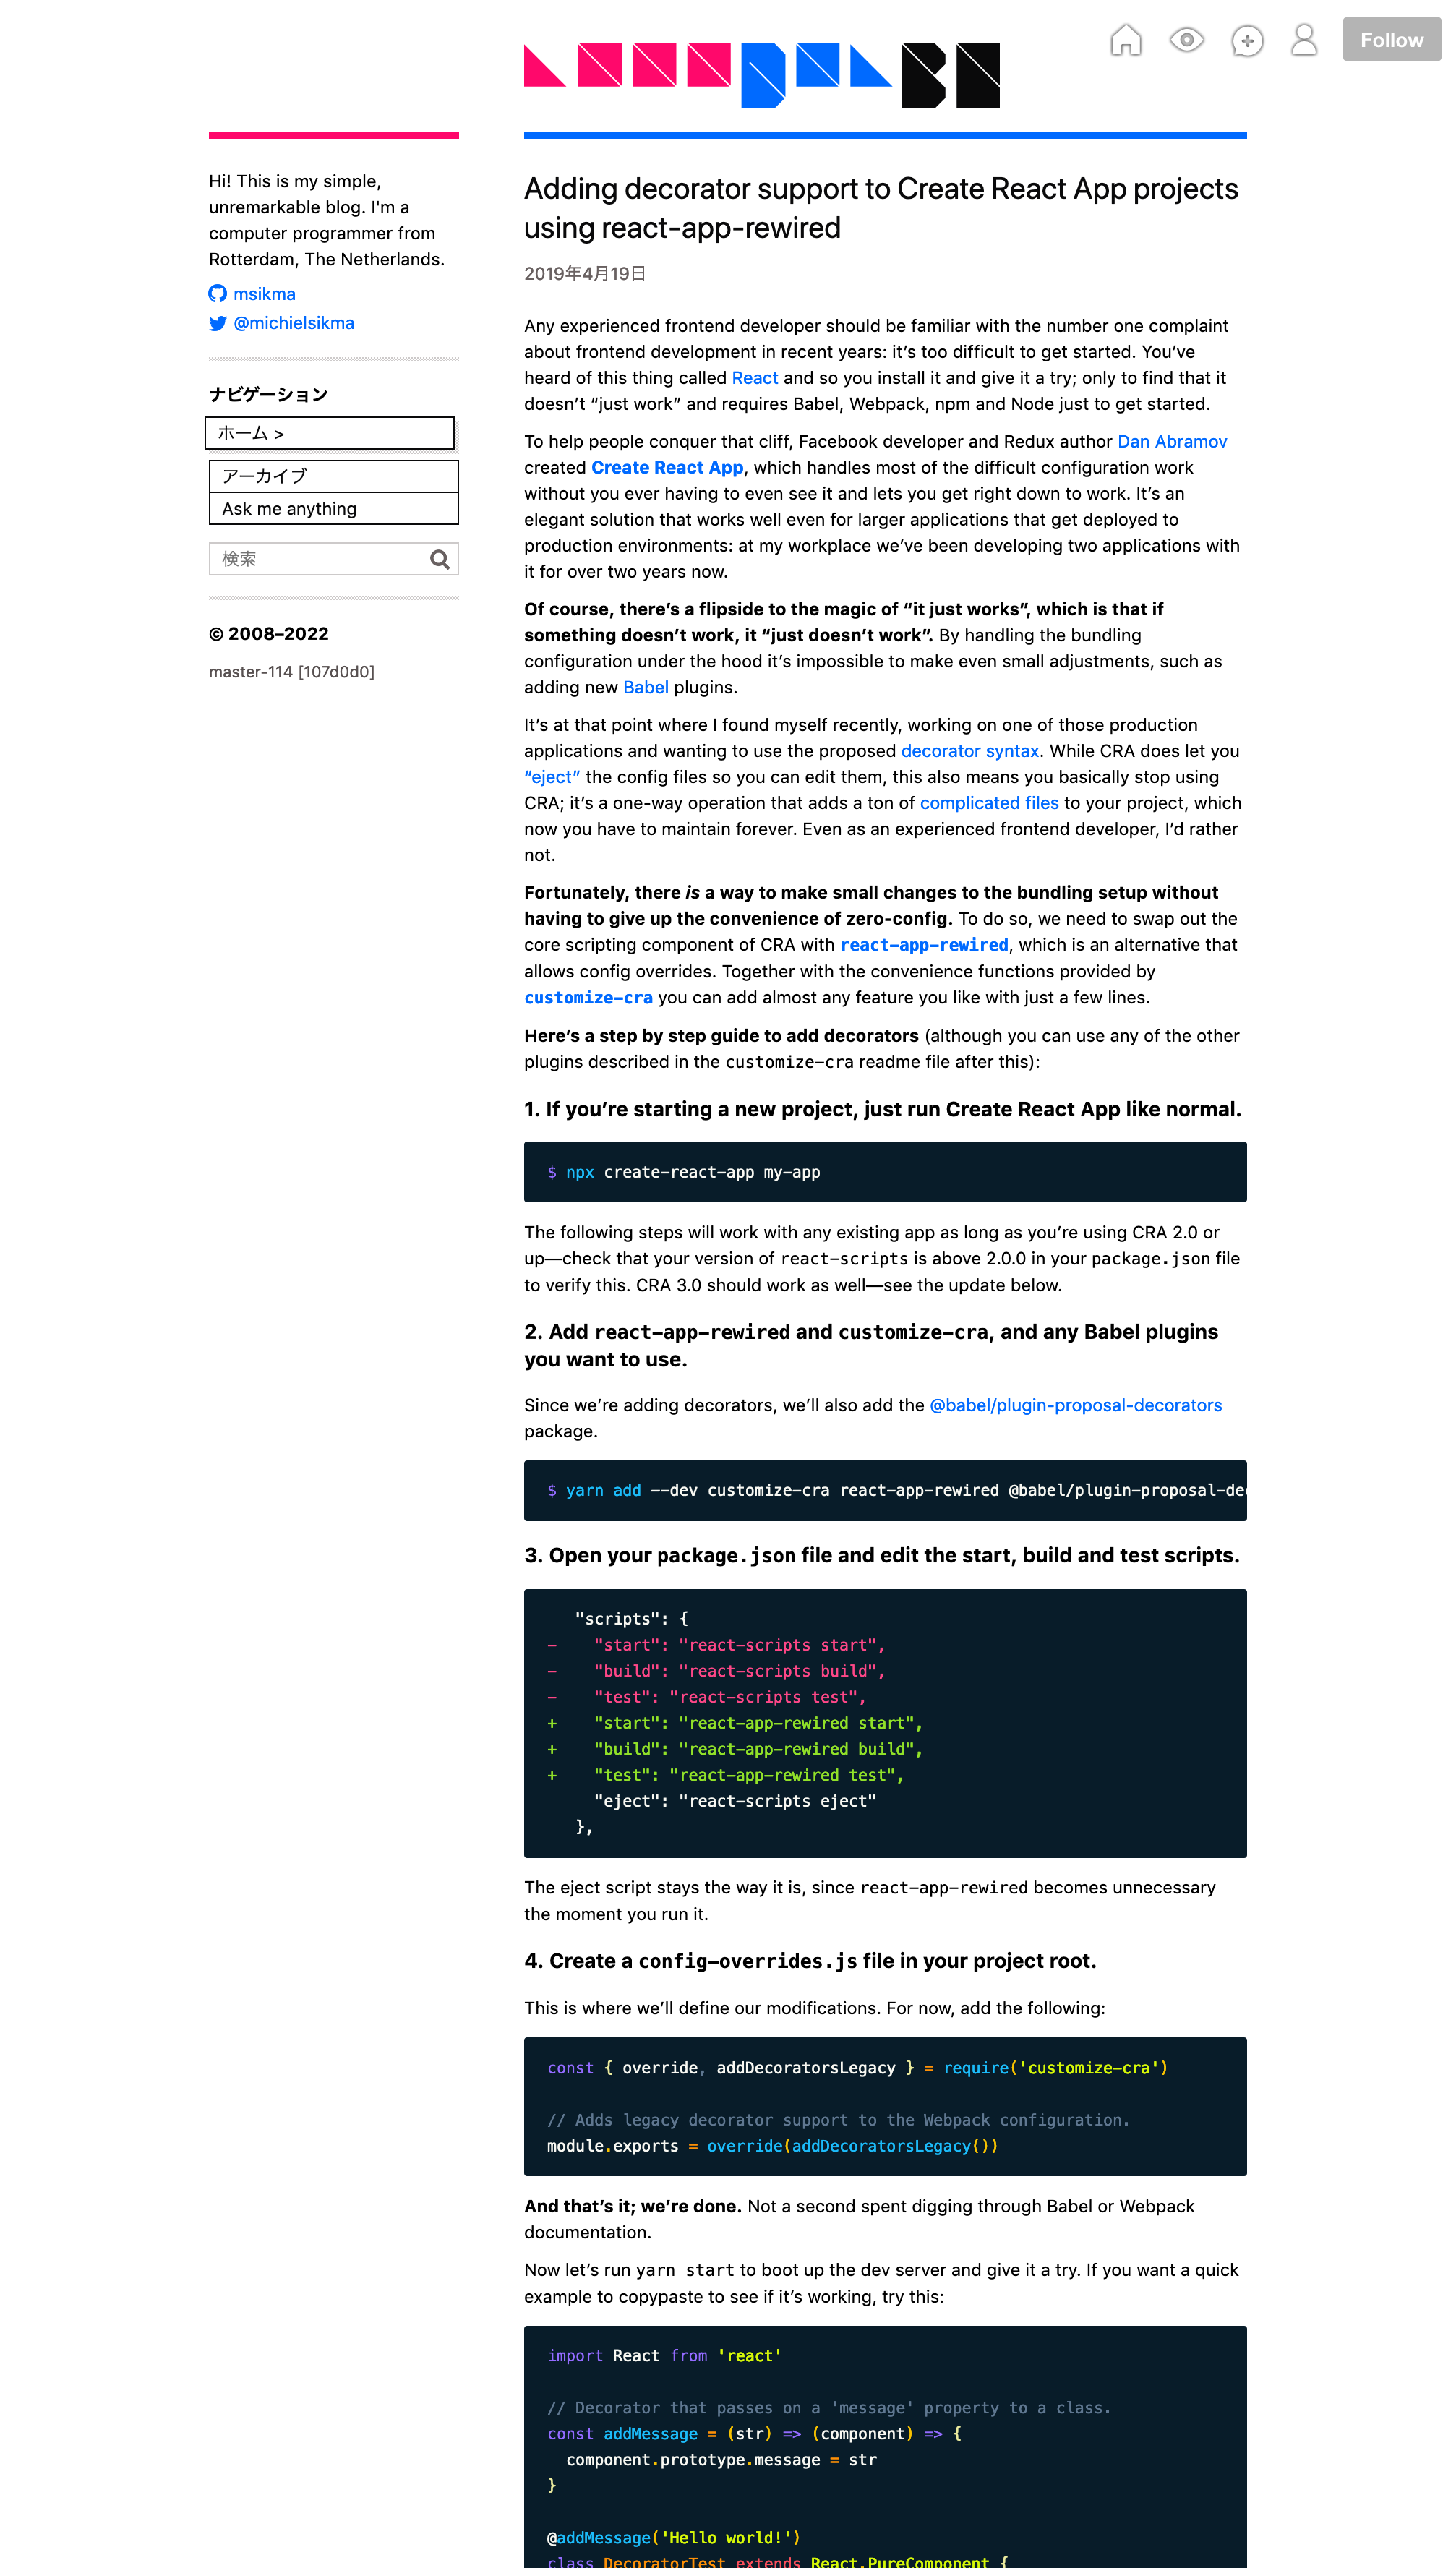 Follow
Hi! This is my simple,
unremarkable blog. I'm a
computer programmer from
Rotterdam, The Netherlands.
msikma
@michielsikma
ナビゲーション
ホーム >
アーカイブ
Ask me anything
検索
© 2008–2022
master-114 [107d0d0]
Adding decorator support to Create React App projects
using react-app-rewired
2019年4月19日
Any experienced frontend developer should be familiar with the number one complaint
about frontend development in recent years: it’s too difficult to get started. You’ve
heard of this thing called React and so you install it and give it a try; only to find that it
doesn’t “just work” and requires Babel, Webpack, npm and Node just to get started.
To help people conquer that cliff, Facebook developer and Redux author Dan Abramov
created Create React App, which handles most of the difficult configuration work
without you ever having to even see it and lets you get right down to work. It’s an
elegant solution that works well even for larger applications that get deployed to
production environments: at my workplace we’ve been developing two applications with
it for over two years now.
Of course, there’s a flipside to the magic of “it just works”, which is that if
something doesn’t work, it “just doesn’t work”. By handling the bundling
configuration under the hood it’s impossible to make even small adjustments, such as
adding new Babel plugins.
It’s at that point where I found myself recently, working on one of those production
applications and wanting to use the proposed decorator syntax. While CRA does let you
“eject” the config files so you can edit them, this also means you basically stop using
CRA; it’s a one-way operation that adds a ton of complicated files to your project, which
now you have to maintain forever. Even as an experienced frontend developer, I’d rather
not.
Fortunately, there is a way to make small changes to the bundling setup without
having to give up the convenience of zero-config. To do so, we need to swap out the
core scripting component of CRA with react-app-rewired, which is an alternative that
allows config overrides. Together with the convenience functions provided by
customize-cra you can add almost any feature you like with just a few lines.
Here’s a step by step guide to add decorators (although you can use any of the other
plugins described in the customize-cra readme file after this):
1. If you’re starting a new project, just run Create React App like normal.
$ npx create-react-app my-app
The following steps will work with any existing app as long as you’re using CRA 2.0 or
up—check that your version of react-scripts is above 2.0.0 in your package.json file
to verify this. CRA 3.0 should work as well—see the update below.
2. Add react-app-rewired and customize-cra, and any Babel plugins
you want to use.
Since we’re adding decorators, we’ll also add the @babel/plugin-proposal-decorators
package.
$ yarn add --dev customize-cra react-app-rewired @babel/plugin-proposal-dec
3. Open your package.json file and edit the start, build and test scripts.
"scripts": {
-    "start": "react-scripts start",
-    "build": "react-scripts build",
-    "test": "react-scripts test",
+    "start": "react-app-rewired start",
+    "build": "react-app-rewired build",
+    "test": "react-app-rewired test",
"eject": "react-scripts eject"
},
The eject script stays the way it is, since react-app-rewired becomes unnecessary
the moment you run it.
4. Create a config-overrides.js file in your project root.
This is where we’ll define our modifications. For now, add the following:
const { override, addDecoratorsLegacy } = require('customize-cra')
// Adds legacy decorator support to the Webpack configuration.
module.exports = override(addDecoratorsLegacy())
And that’s it; we’re done. Not a second spent digging through Babel or Webpack
documentation.
Now let’s run yarn start to boot up the dev server and give it a try. If you want a quick
example to copypaste to see if it’s working, try this:
import React from 'react'
// Decorator that passes on a 'message' property to a class.
const addMessage = (str) => (component) => {
component.prototype.message = str
}
@addMessage('Hello world!')
class DecoratorTest extends React.PureComponent {